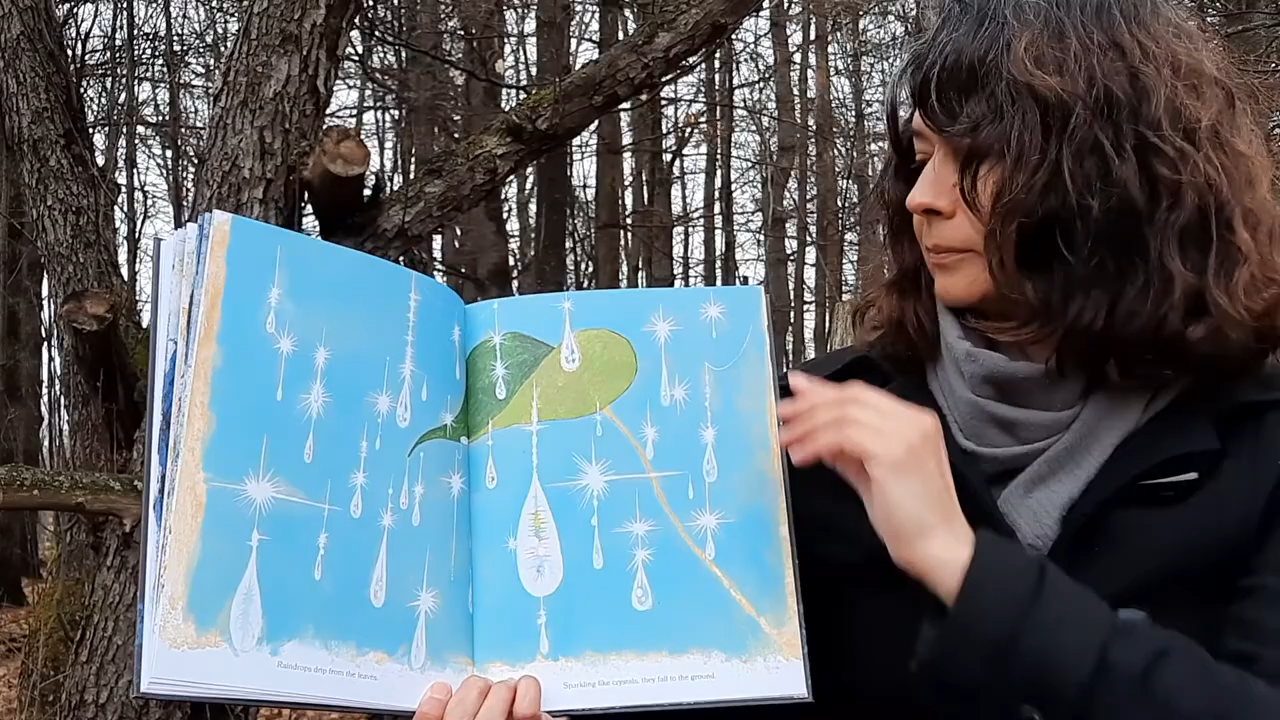 Raindrops drip from the leaves.
Sparkling like crystals, they fall to the ground.